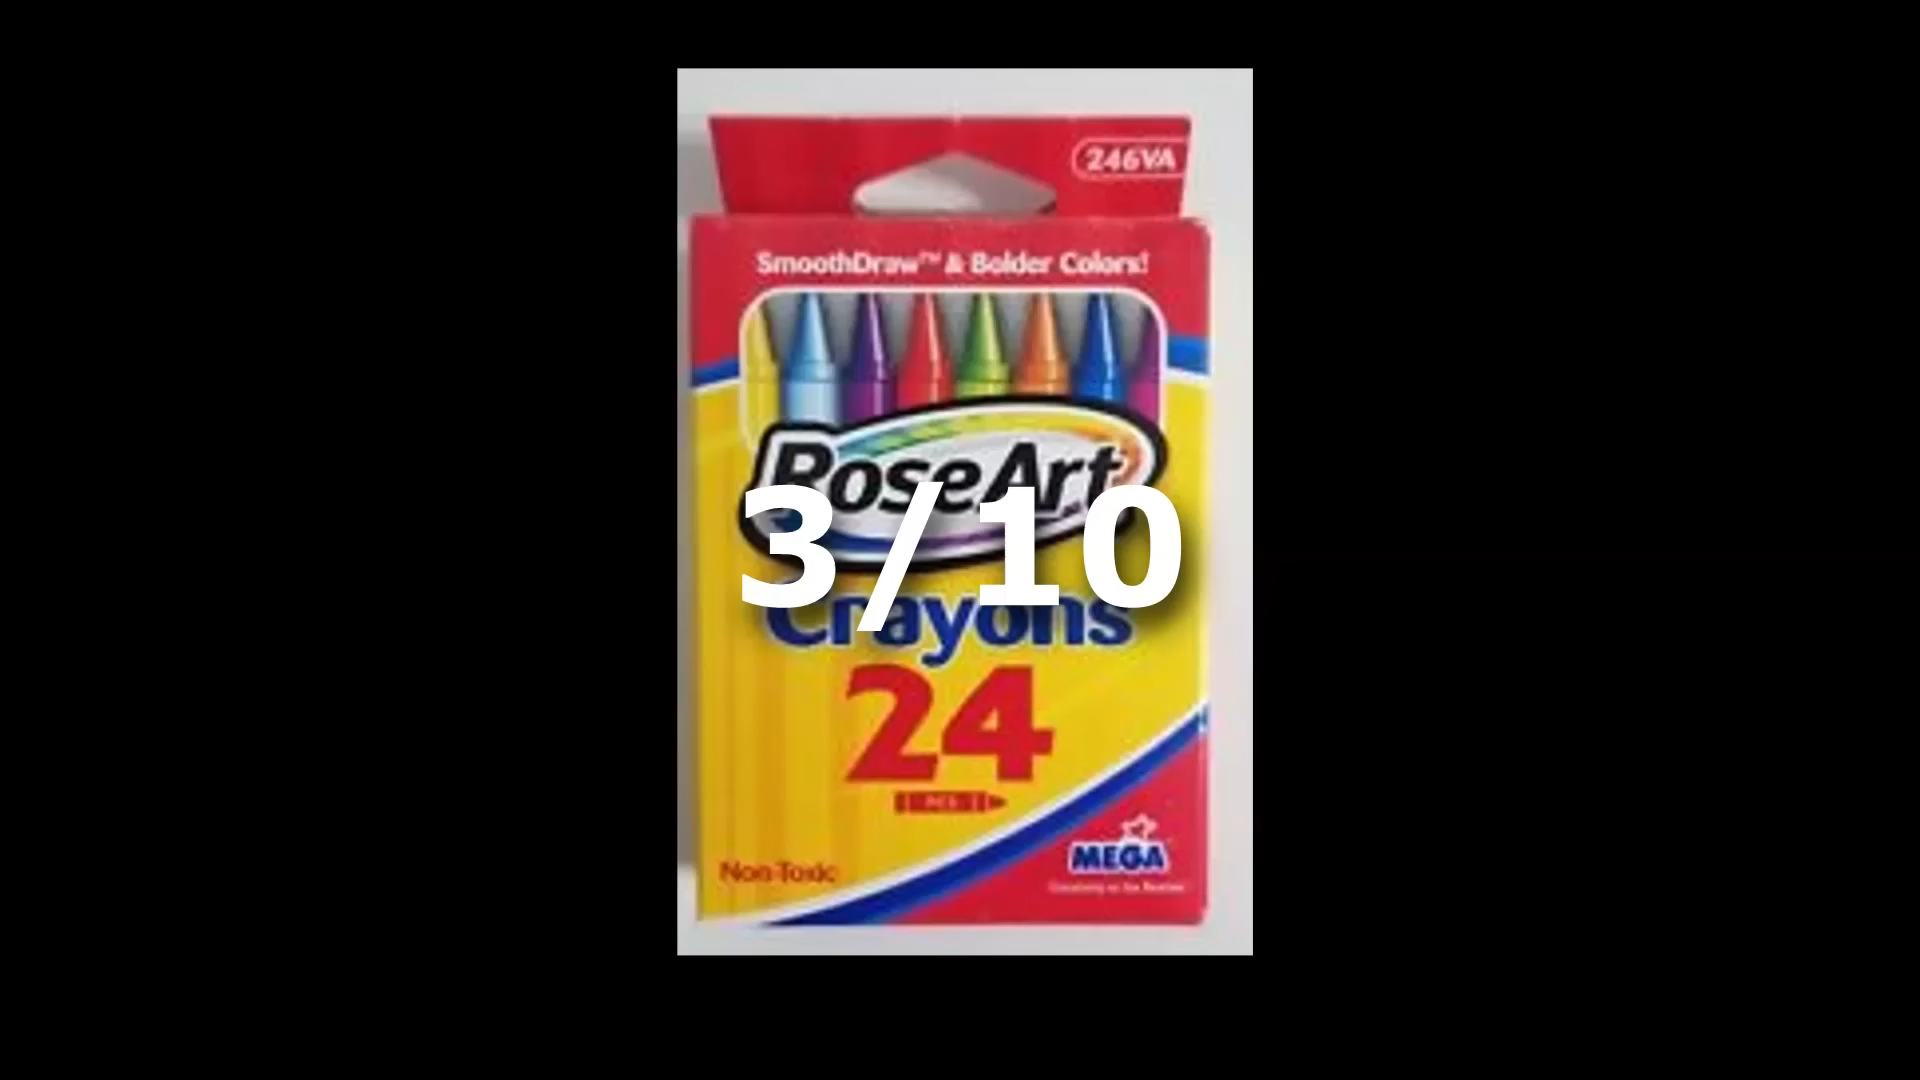 246VA
SmoothDraw™ & Bolder Colors!
RoseArt
3/10
Crayons
24
Non-Toxic
MEGA